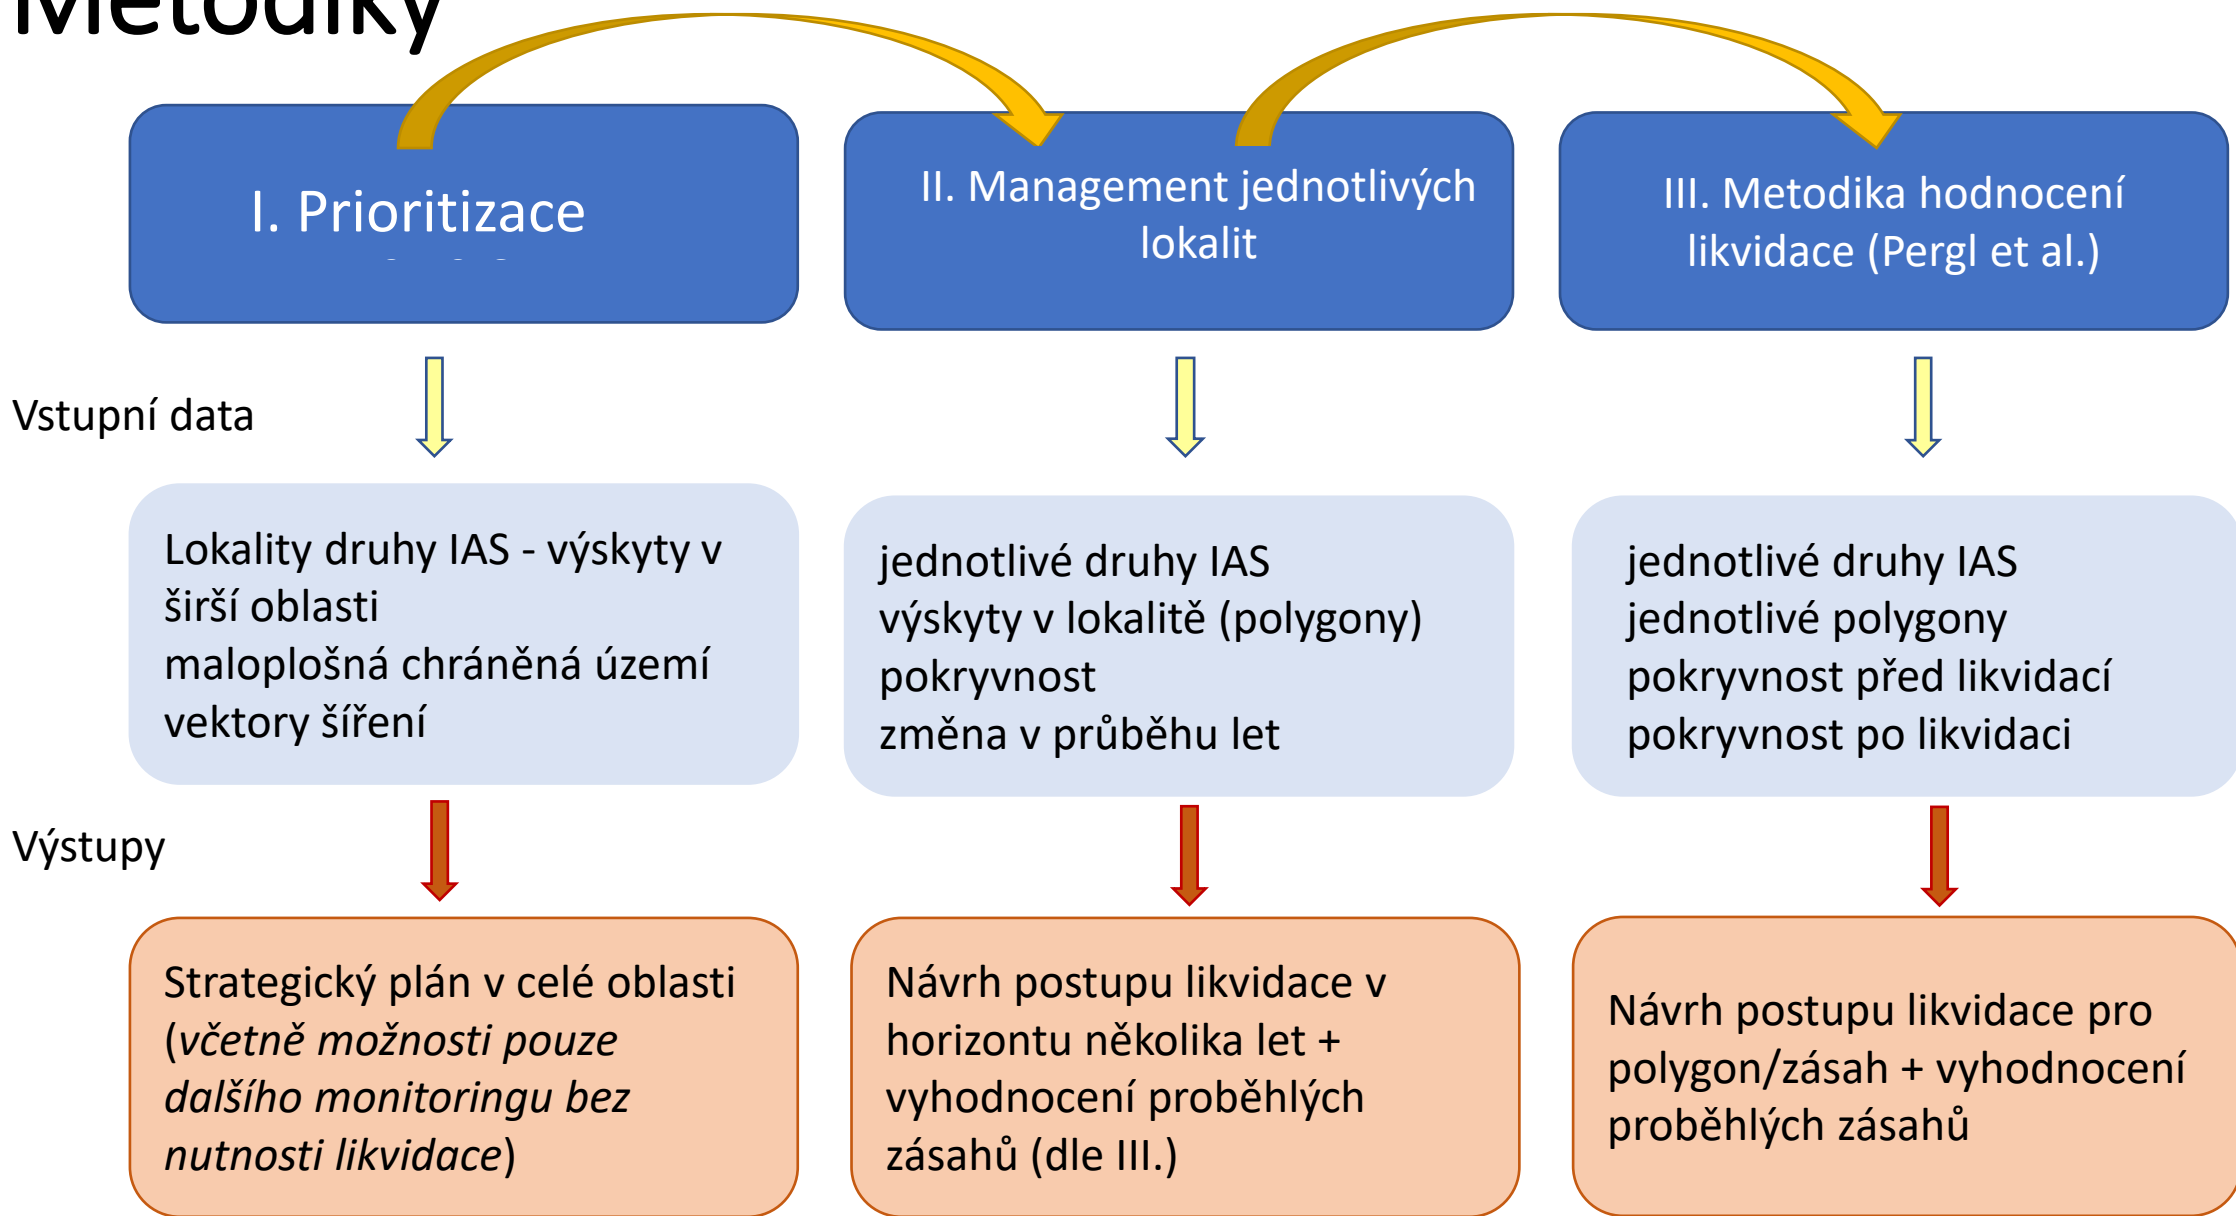 Metodiky
I. Prioritizace
II. Management jednotlivých
lokalit
III. Metodika hodnocení
likvidace (Pergl et al.)
Vstupní data
Lokality druhy IAS - výskyty v
širší oblasti
maloplošná chráněná území
vektory šíření
jednotlivé druhy IAS
výskyty v lokalitě (polygony)
pokryvnost
změna v průběhu let
jednotlivé druhy IAS
jednotlivé polygony
pokryvnost před likvidací
pokryvnost po likvidaci
Výstupy
Strategický plán v celé oblasti
(včetně možnosti pouze
dalšího monitoringu bez
nutnosti likvidace)
Návrh postupu likvidace v
horizontu několika let +
vyhodnocení proběhlých
zásahů (dle III.)
Návrh postupu likvidace pro
polygon/zásah + vyhodnocení
proběhlých zásahů